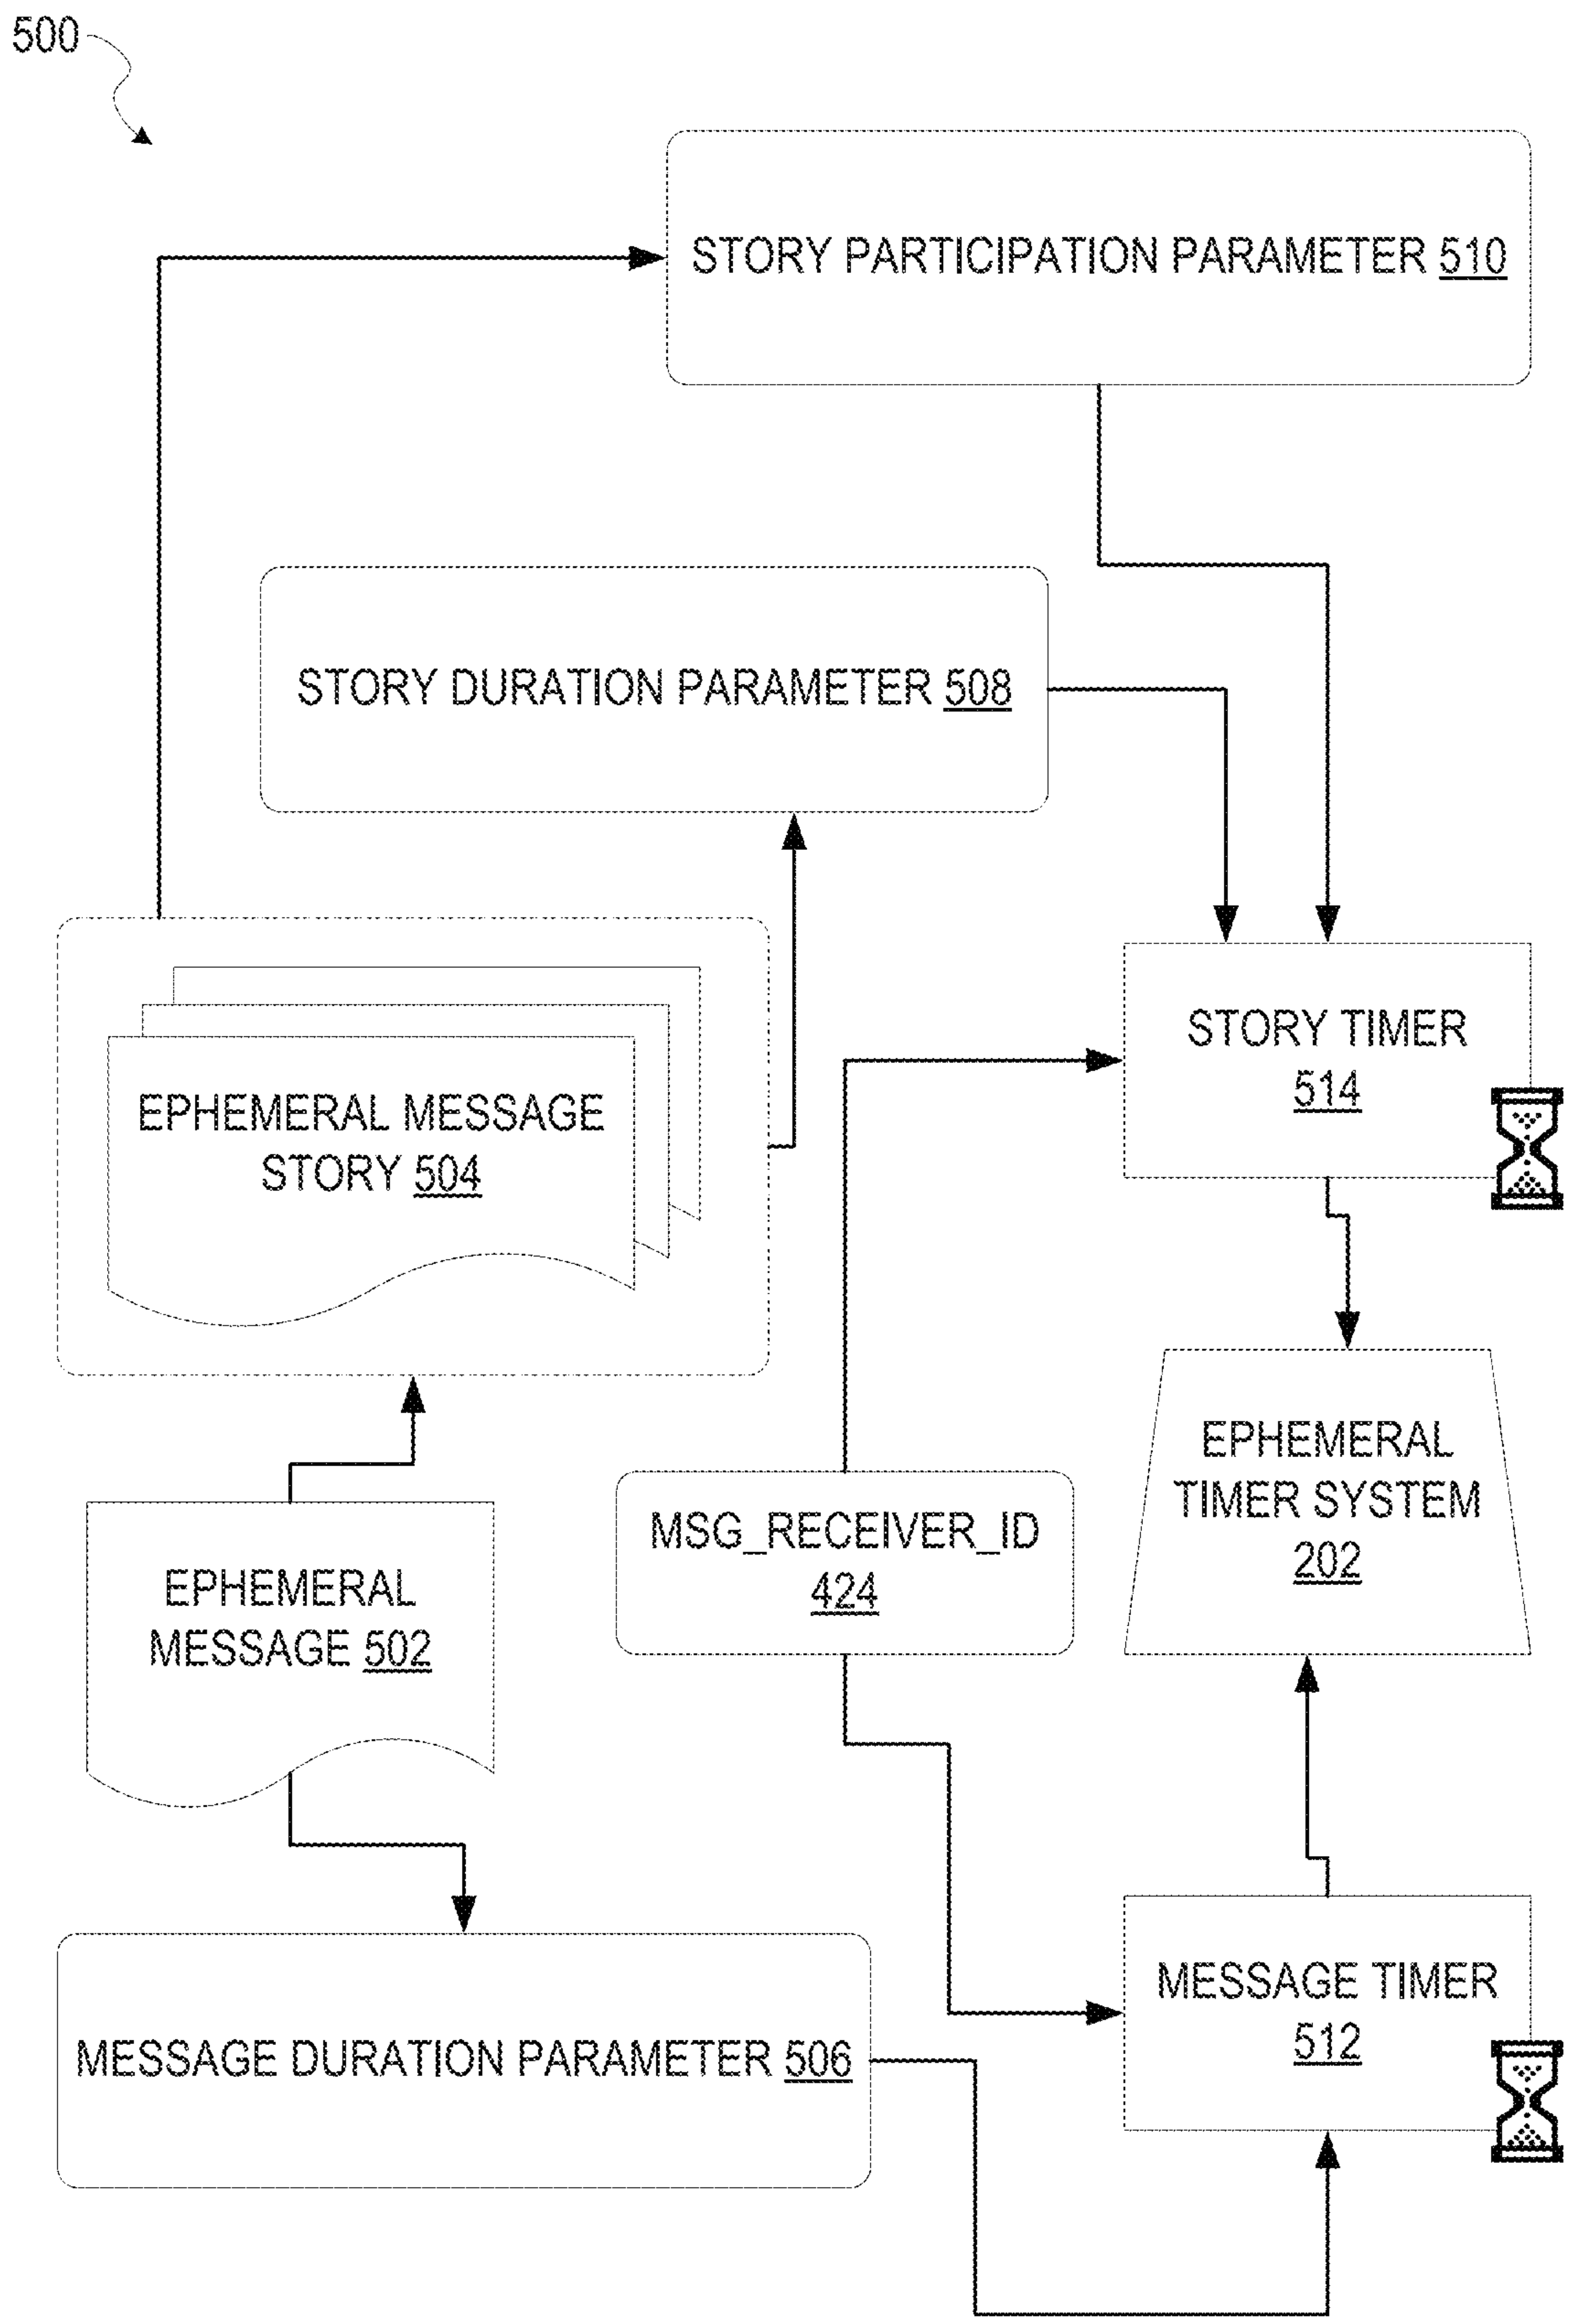 500
STORY PARTICIPATION PARAMETER 510
STORY DURATION PARAMETER 508
STORY TIMER
514
EPHEMERAL MESSAGE
STORY 504
EPHEMERAL
TIMER SYSTEM
202
MSG_RECEIVER_ID
424
EPHEMERAL
MESSAGE 502
MESSAGE TIMER
512
MESSAGE DURATION PARAMETER 506